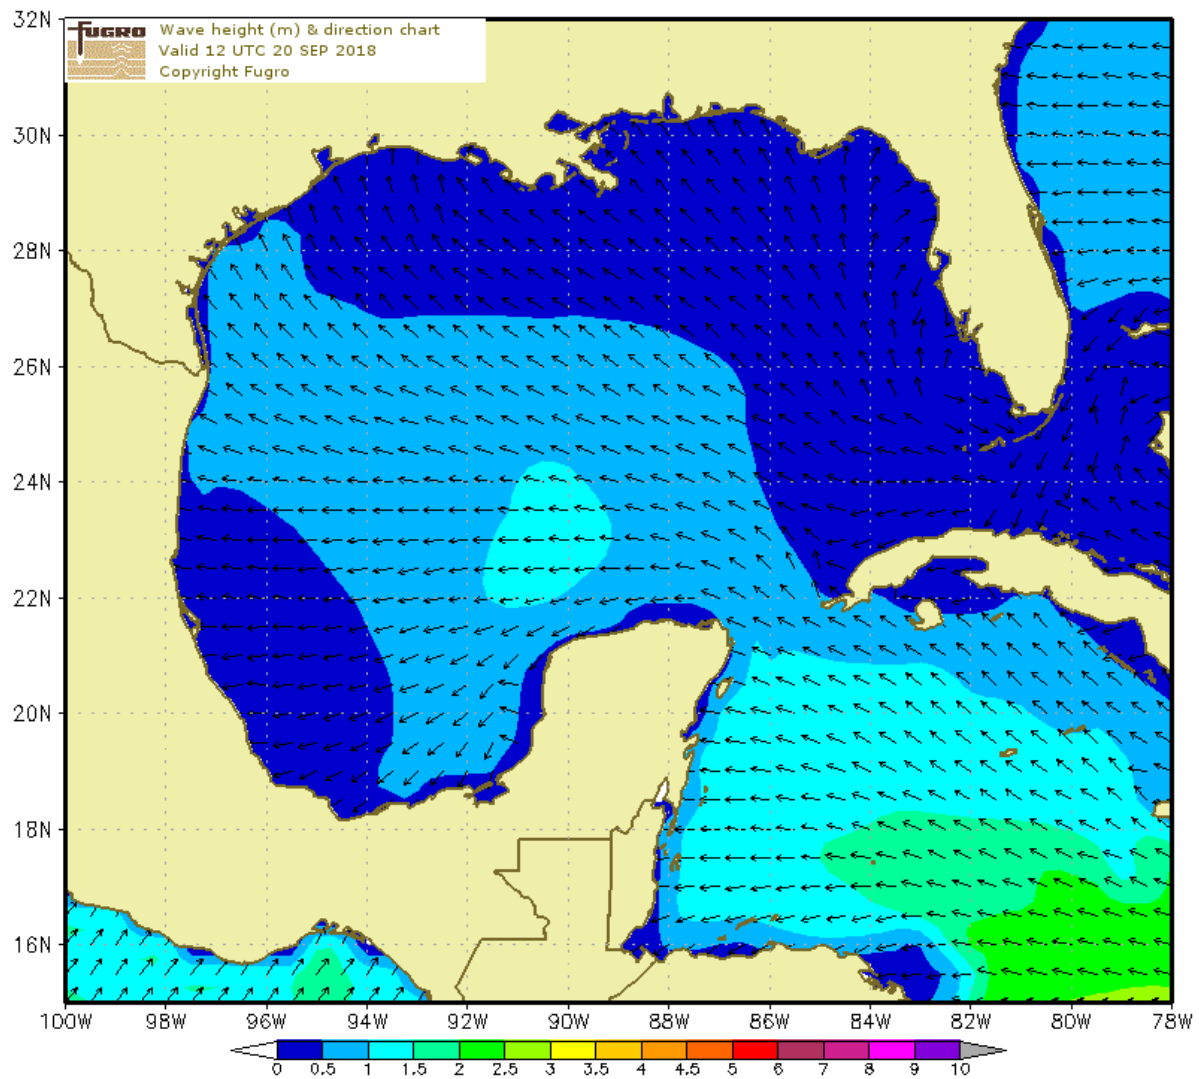 FUGRO
Wave height (m) & direction chart
Valid 12 UTC 20 SEP 2018
Copyright Fugro
32N
30N
28N
26N
24N
22N
20N
18N
16N
100W 98W 96W 94W 92W 90W 88W 86W 84W 82W 80W 78W
0 0.5 1 1.5 2 2.5 3 3.5 4 4.5 5 6 7 8 9 10